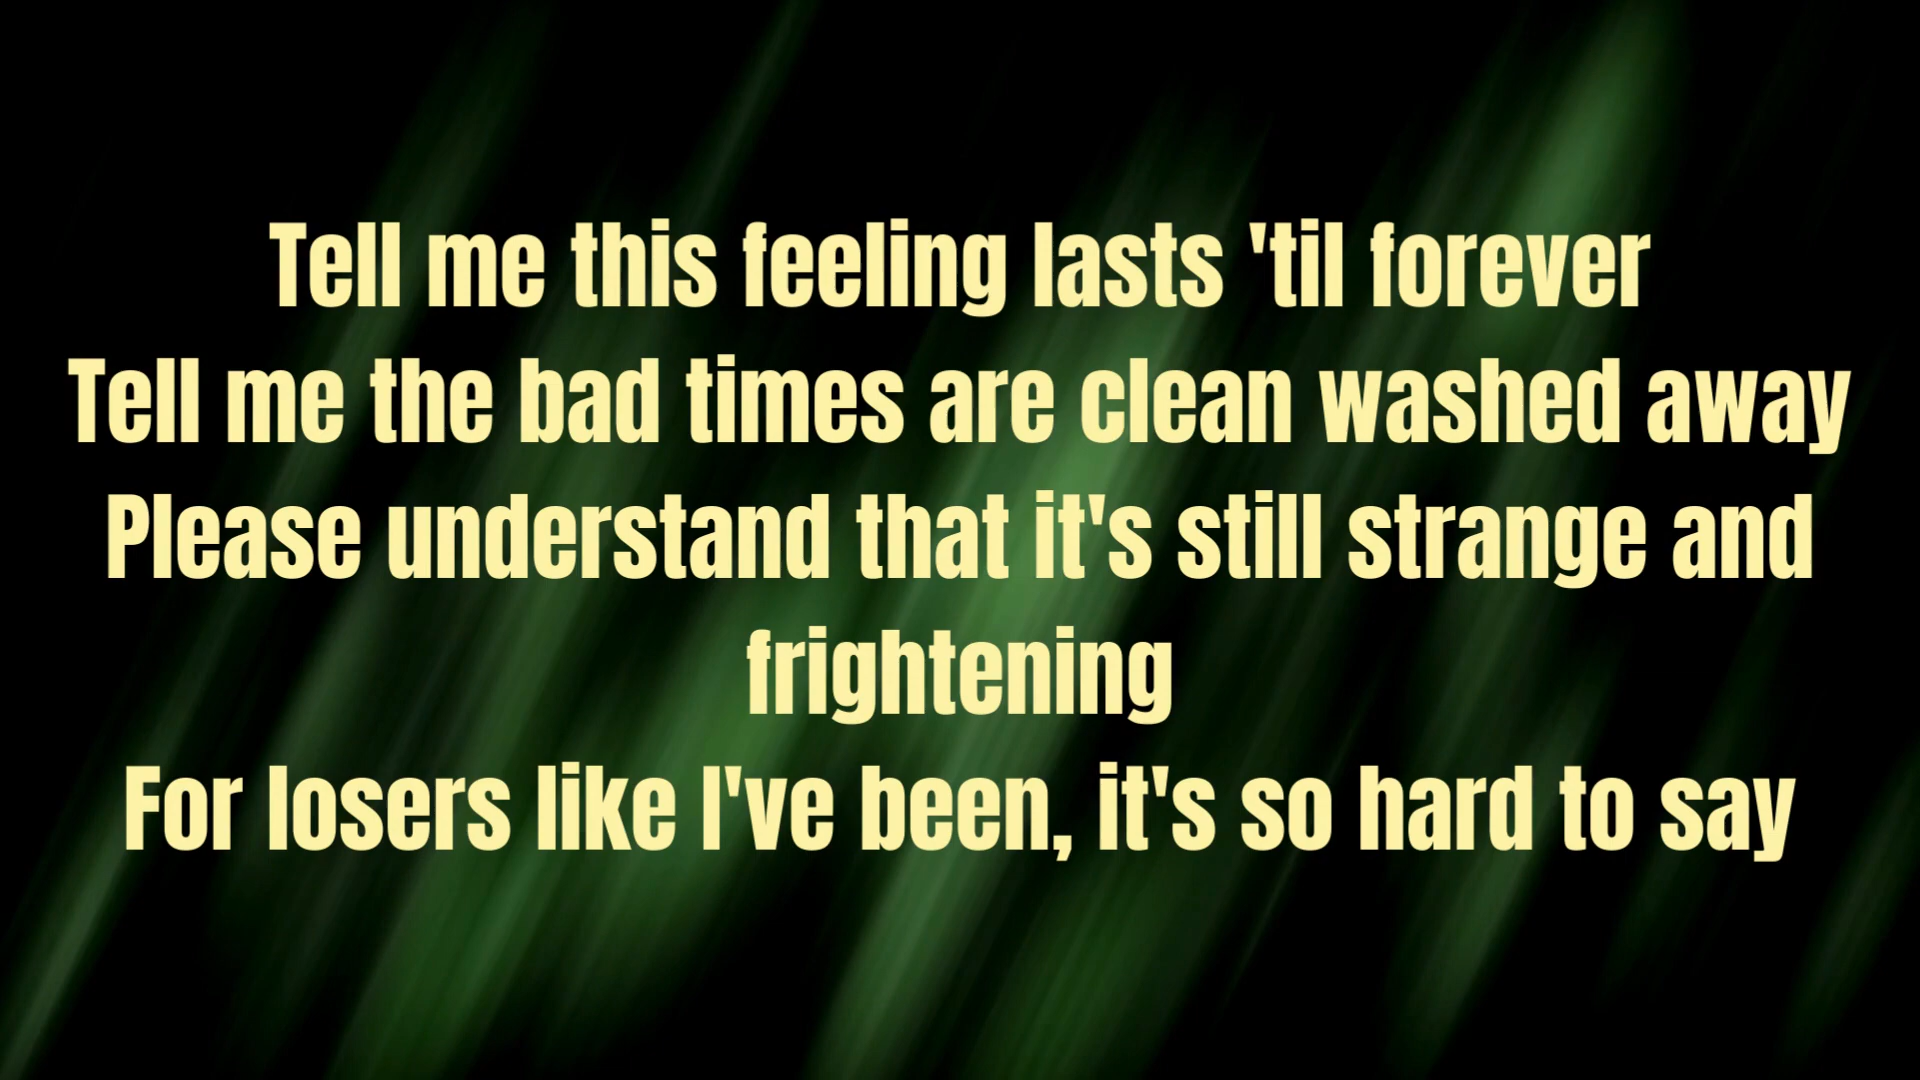 Tell me this feeling lasts 'til forever
Tell me the bad times are clean washed away
Please understand that it's still strange and
frightening
For losers like I've been, it's so hard to say